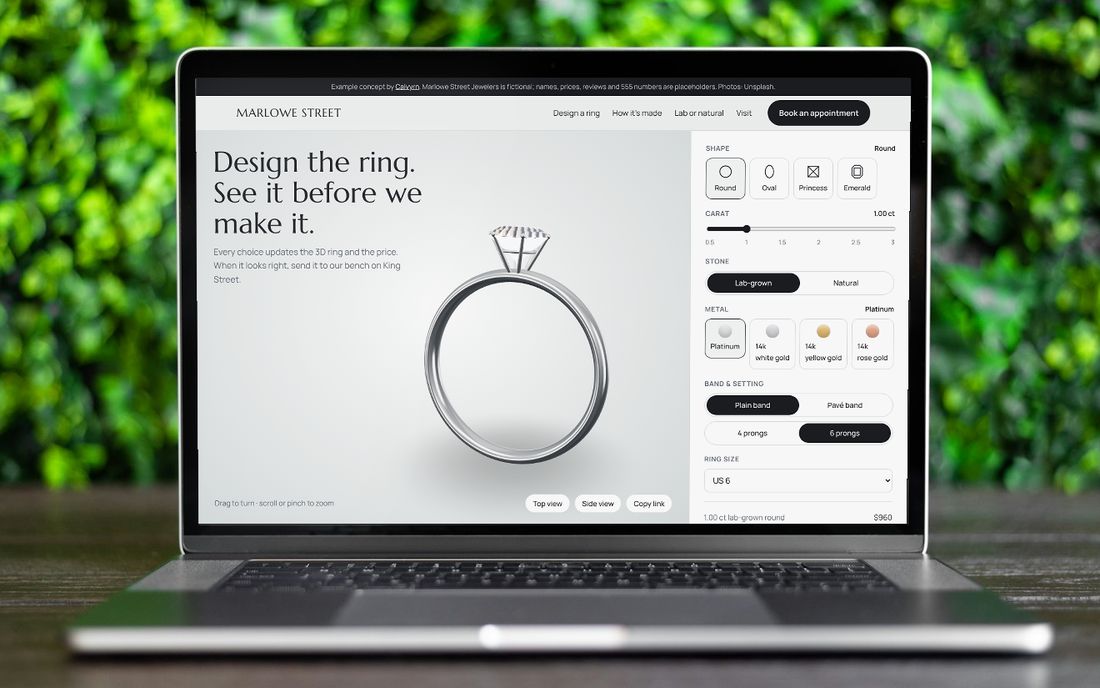 Example concept by Calvyrn. Marlowe Street Jewelers is fictional; names, prices, reviews and 555 numbers are placeholders. Photos: Unsplash.
MARLOWE STREET
Design a ring How it's made Lab or natural Visit Book an appointment
Design the ring.
See it before we
make it.
Every choice updates the 3D ring and the price.
When it looks right, send it to our bench on King
Street.
Drag to turn · scroll or pinch to zoom
Top view Side view Copy link
SHAPE Round
Round Oval Princess Emerald
CARAT 1.00 ct
0.5 1 1.5 2 2.5 3
STONE
Lab-grown Natural
METAL Platinum
Platinum
14k
white gold
14k
yellow gold
14k
rose gold
BAND & SETTING
Plain band Pavé band
4 prongs 6 prongs
RING SIZE
US 6
1.00 ct lab-grown round $960